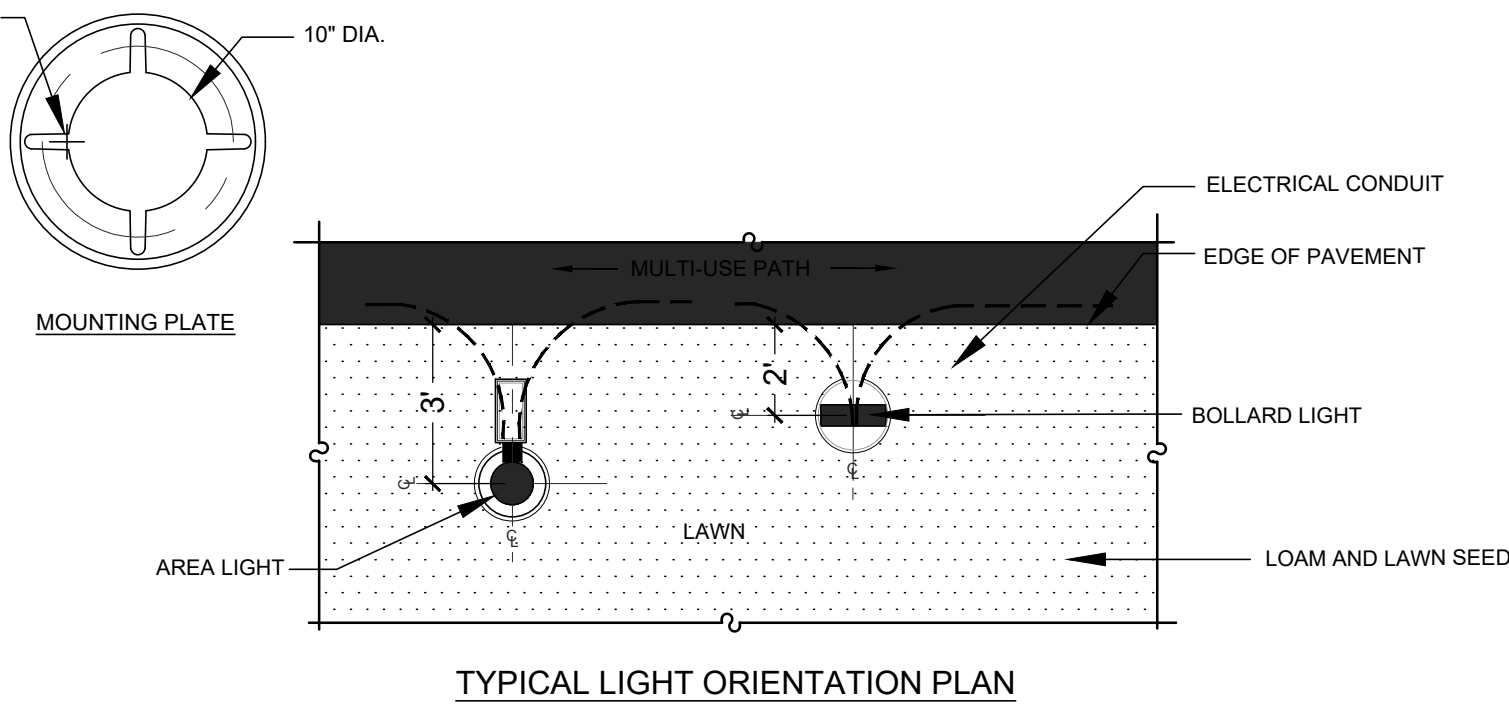 10" DIA.
MOUNTING PLATE
ELECTRICAL CONDUIT
EDGE OF PAVEMENT
MULTI-USE PATH
3'
2'
℄
BOLLARD LIGHT
℄
℄
℄
LAWN
AREA LIGHT
LOAM AND LAWN SEED
TYPICAL LIGHT ORIENTATION PLAN